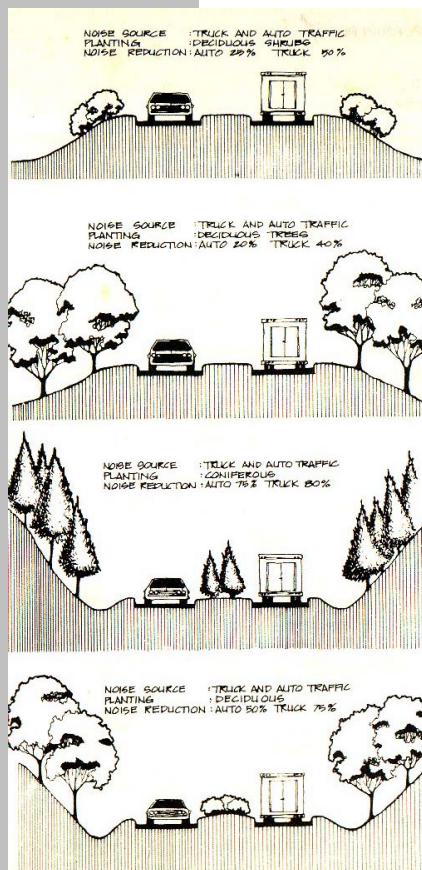 NOISE SOURCE : TRUCK AND AUTO TRAFFIC
PLANTING : DECIDUOUS SHRUBS
NOISE REDUCTION : AUTO 25% TRUCK 50%
NOISE SOURCE : TRUCK AND AUTO TRAFFIC
PLANTING : DECIDUOUS TREES
NOISE REDUCTION : AUTO 20% TRUCK 40%
NOISE SOURCE : TRUCK AND AUTO TRAFFIC
PLANTING : CONIFEROUS
NOISE REDUCTION : AUTO 75% TRUCK 80%
NOISE SOURCE : TRUCK AND AUTO TRAFFIC
PLANTING : DECIDUOUS
NOISE REDUCTION : AUTO 50% TRUCK 75%